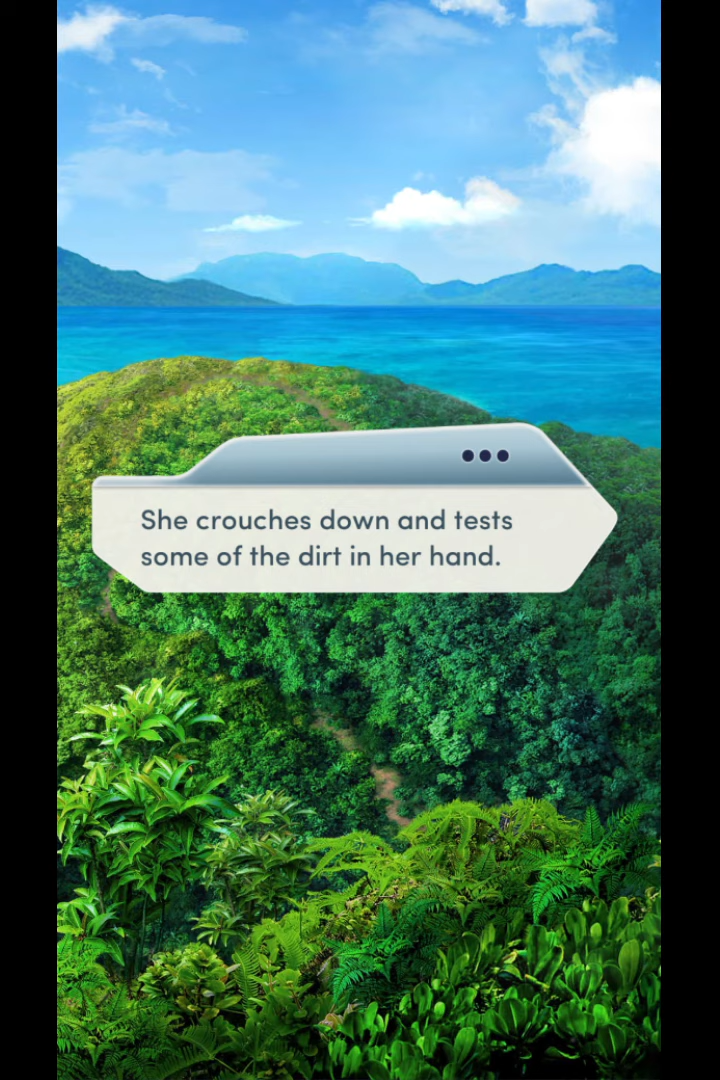 She crouches down and tests
some of the dirt in her hand.